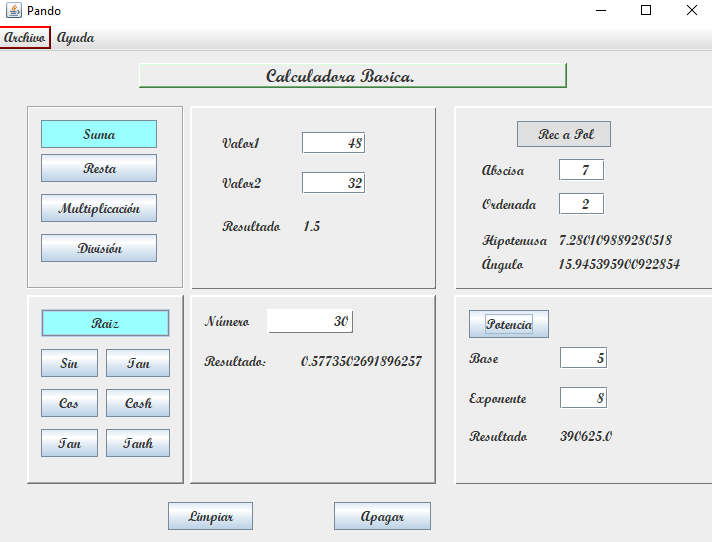 Pando
Archivo Ayuda
Calculadora Basica.
Suma
Resta
Multiplicación
División
Valor1 48
Valor2 32
Resultado 1.5
Rec a Pol
Abscisa 7
Ordenada 2
Hipotenusa 7.280109889280518
Ángulo 15.945395900922854
Raiz
Sin Tan
Cos Cosh
Tan Tanh
Número 30
Resultado: 0.5773502691896257
Potencia
Base 5
Exponente 8
Resultado 390625.0
Limpiar Apagar